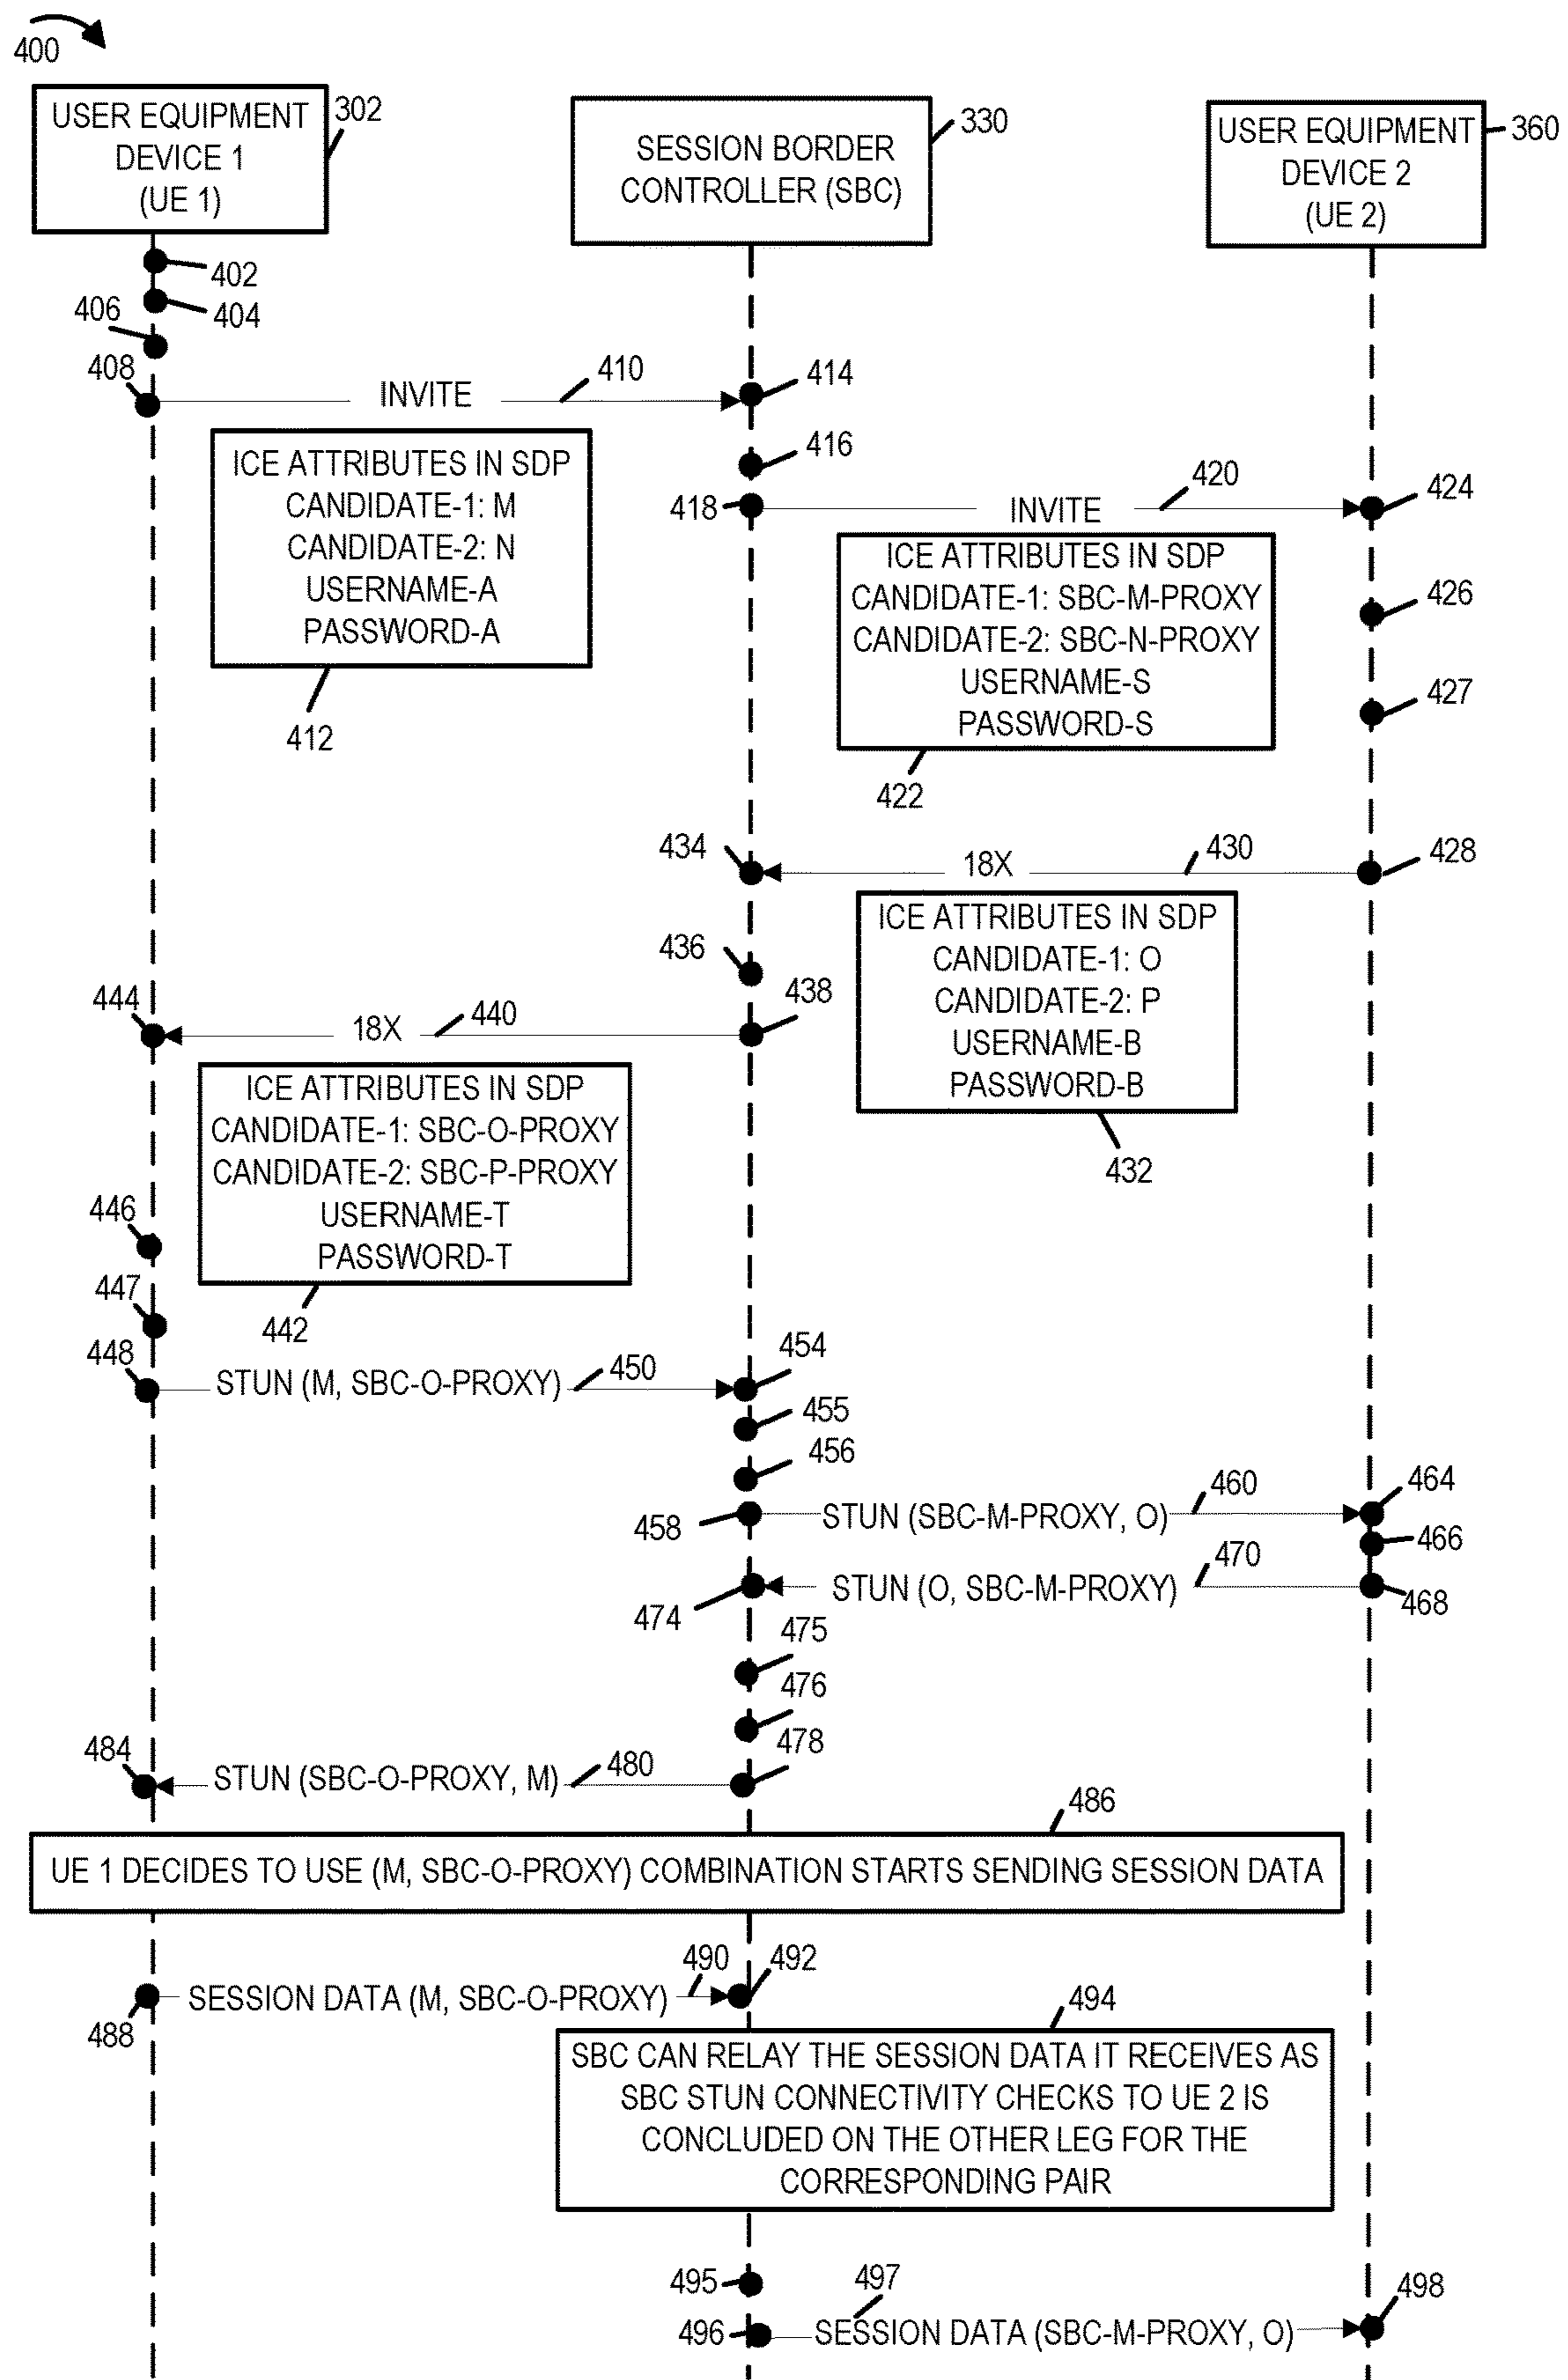 400
USER EQUIPMENT
DEVICE 1
(UE 1)
302
SESSION BORDER
CONTROLLER (SBC)
330
USER EQUIPMENT
DEVICE 2
(UE 2)
360
402
404
406
408
INVITE
410
414
ICE ATTRIBUTES IN SDP
CANDIDATE-1: M
CANDIDATE-2: N
USERNAME-A
PASSWORD-A
412
416
418
INVITE
420
424
ICE ATTRIBUTES IN SDP
CANDIDATE-1: SBC-M-PROXY
CANDIDATE-2: SBC-N-PROXY
USERNAME-S
PASSWORD-S
422
426
427
434
18X
430
428
ICE ATTRIBUTES IN SDP
CANDIDATE-1: O
CANDIDATE-2: P
USERNAME-B
PASSWORD-B
432
436
438
444
18X
440
ICE ATTRIBUTES IN SDP
CANDIDATE-1: SBC-O-PROXY
CANDIDATE-2: SBC-P-PROXY
USERNAME-T
PASSWORD-T
442
446
447
448
STUN (M, SBC-O-PROXY)
450
454
455
456
458
STUN (SBC-M-PROXY, O)
460
464
466
474
STUN (O, SBC-M-PROXY)
470
468
475
476
478
484
STUN (SBC-O-PROXY, M)
480
486
UE 1 DECIDES TO USE (M, SBC-O-PROXY) COMBINATION STARTS SENDING SESSION DATA
488
SESSION DATA (M, SBC-O-PROXY)
490
492
494
SBC CAN RELAY THE SESSION DATA IT RECEIVES AS
SBC STUN CONNECTIVITY CHECKS TO UE 2 IS
CONCLUDED ON THE OTHER LEG FOR THE
CORRESPONDING PAIR
495
496
497
SESSION DATA (SBC-M-PROXY, O)
498